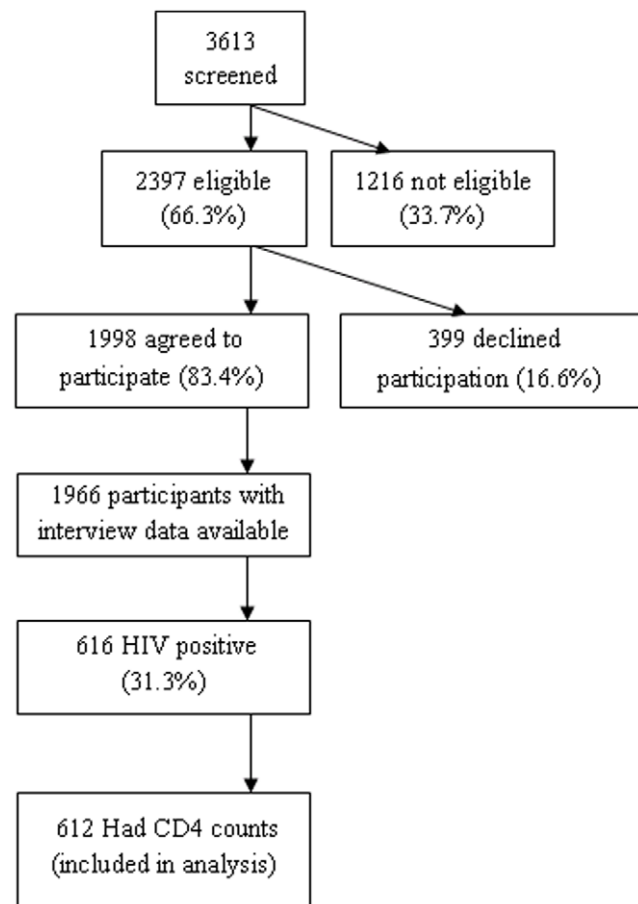 3613
screened
2397 eligible
(66.3%)
1216 not eligible
(33.7%)
1998 agreed to
participate (83.4%)
399 declined
participation (16.6%)
1966 participants with
interview data available
616 HIV positive
(31.3%)
612 Had CD4 counts
(included in analysis)